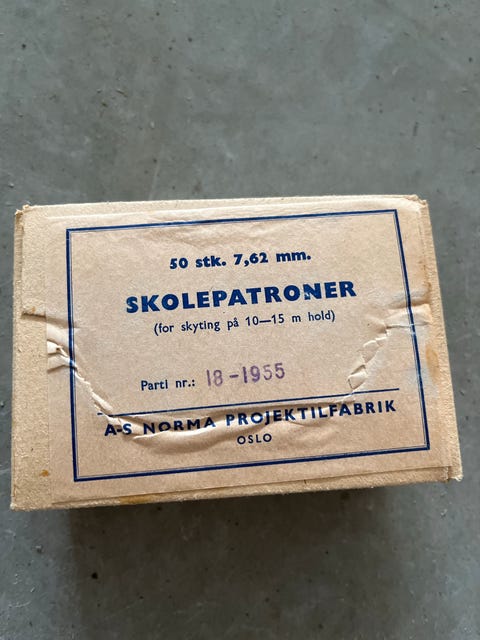 50 stk. 7,62 mm.
SKOLEPATRONER
(for skyting på 10—15 m hold)
Parti nr.: 18-1955
A-S NORMA PROJEKTILFABRIK
OSLO